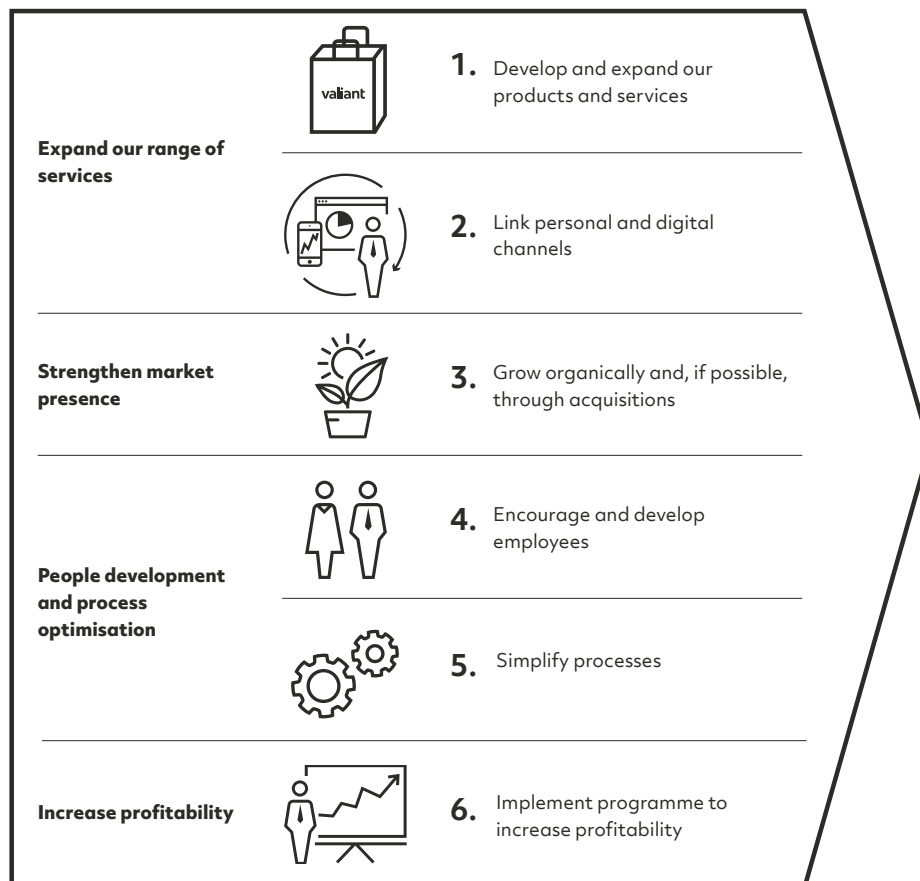 Expand our range of
services
valiant
1. Develop and expand our
products and services
2. Link personal and digital
channels
Strengthen market
presence
3. Grow organically and, if possible,
through acquisitions
People development
and process
optimisation
4. Encourage and develop
employees
5. Simplify processes
Increase profitability
6. Implement programme to
increase profitability